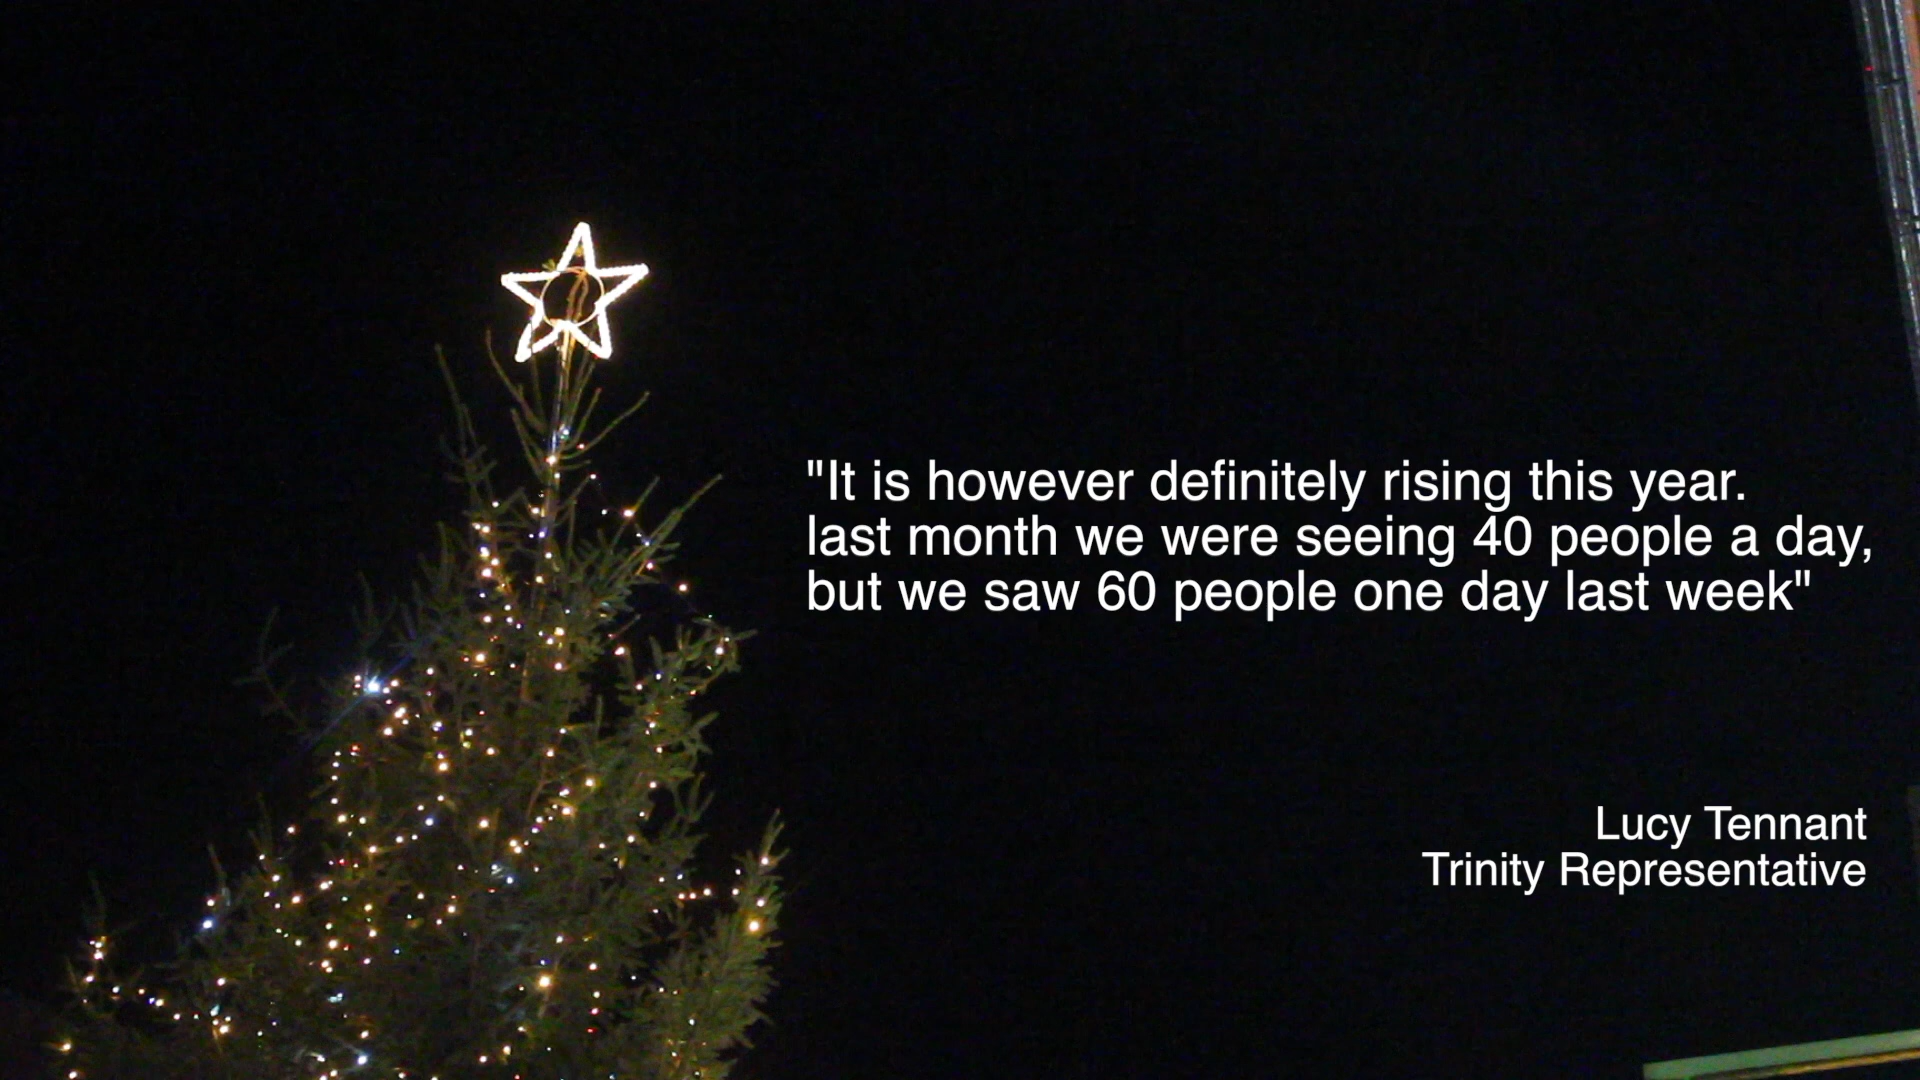 "It is however definitely rising this year.
last month we were seeing 40 people a day,
but we saw 60 people one day last week"
Lucy Tennant
Trinity Representative